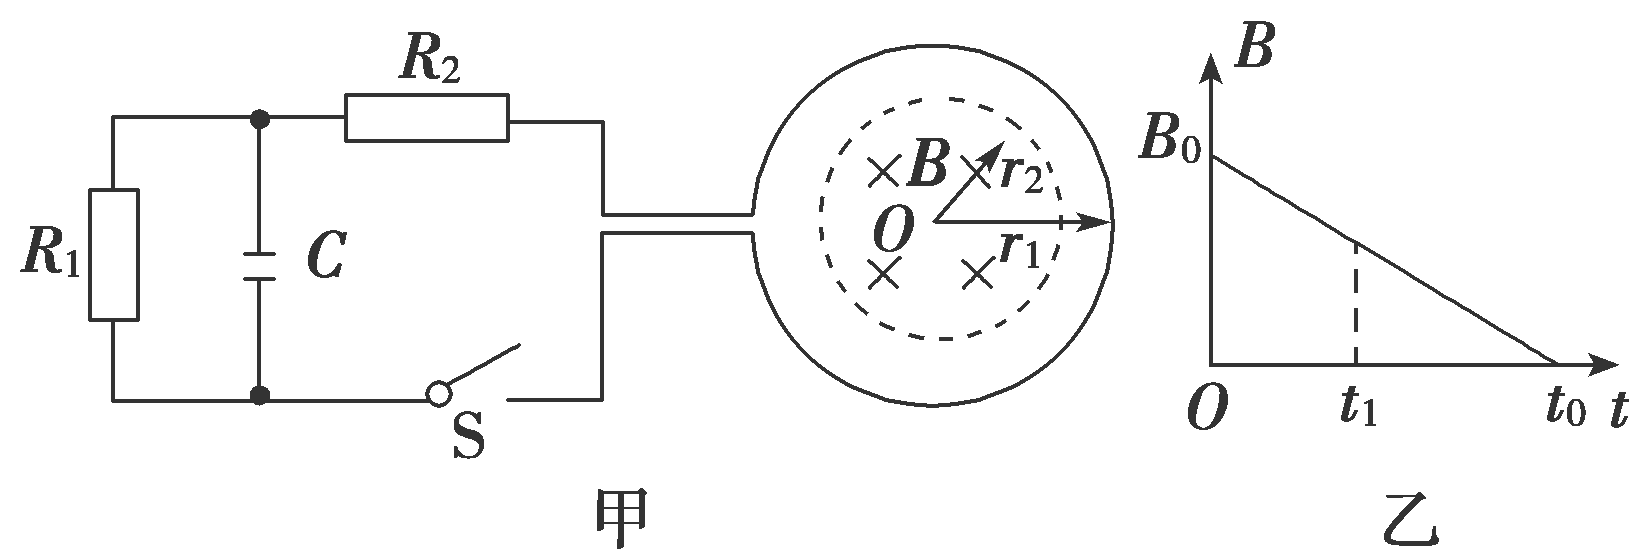 R₂
R₁
C
S
B
r₂
O
r₁
甲
B
B₀
O
t₁
t₀
t
乙